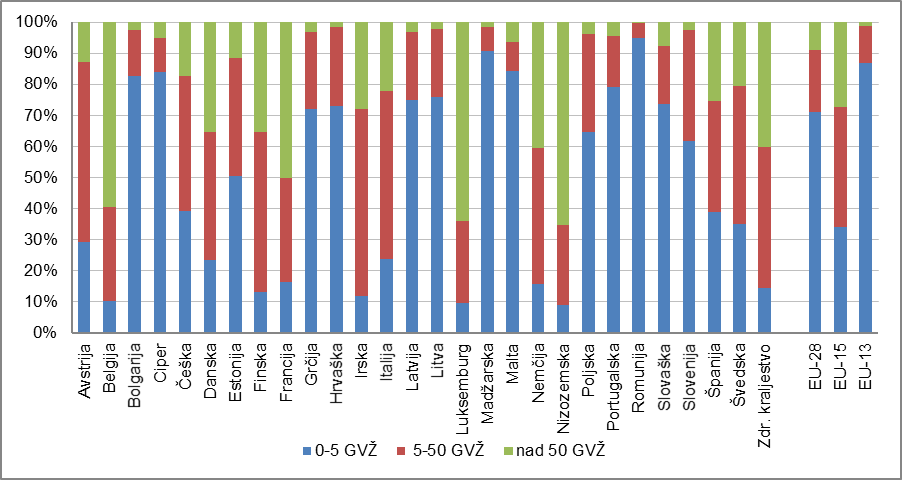 100%
90%
80%
70%
60%
50%
40%
30%
20%
10%
0%
Avstrija
Belgija
Bolgarija
Ciper
Češka
Danska
Estonija
Finska
Francija
Grčija
Hrvaška
Irska
Italija
Latvija
Litva
Luksemburg
Madžarska
Malta
Nemčija
Nizozemska
Poljska
Portugalska
Romunija
Slovaška
Slovenija
Španija
Švedska
Zdr. kraljestvo
EU-28
EU-15
EU-13
0-5 GVŽ 5-50 GVŽ nad 50 GVŽ